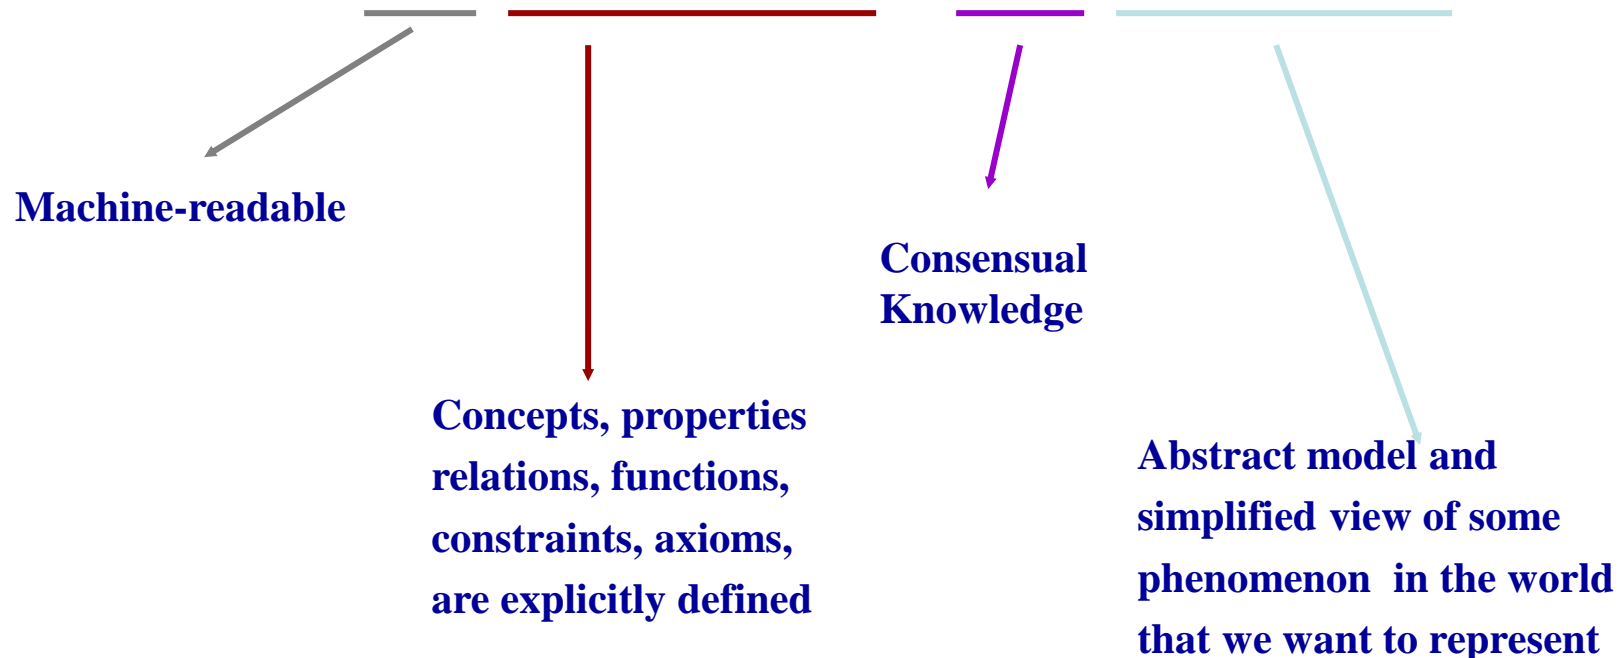 Machine-readable
Consensual
Knowledge
Concepts, properties
relations, functions,
constraints, axioms,
are explicitly defined
Abstract model and
simplified view of some
phenomenon in the world
that we want to represent